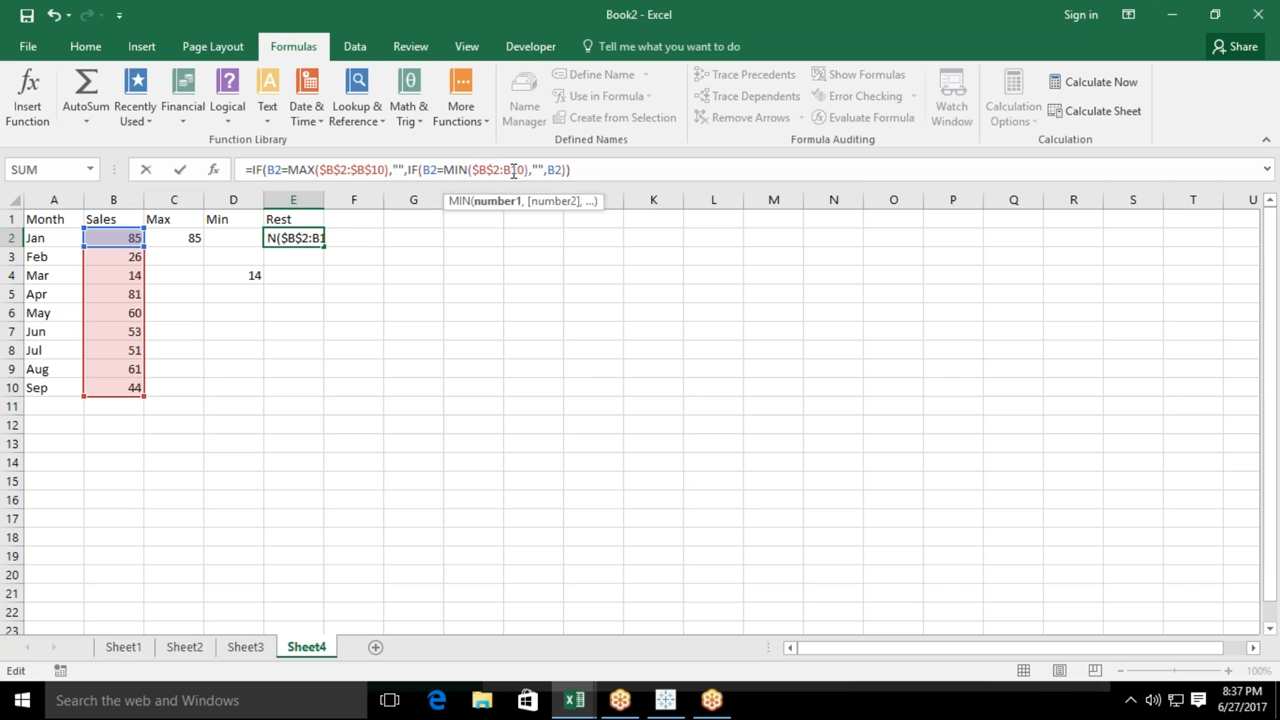 Book2 - Excel
Sign in
File Home Insert Page Layout Formulas Data Review View Developer Tell me what you want to do Share
Insert Function
AutoSum
Recently Used
Financial
Logical
Text
Date & Time
Lookup & Reference
Math & Trig
More Functions
Function Library
Name Manager
Define Name
Use in Formula
Create from Selection
Defined Names
Trace Precedents
Trace Dependents
Remove Arrows
Show Formulas
Error Checking
Evaluate Formula
Formula Auditing
Watch Window
Calculation Options
Calculate Now
Calculate Sheet
Calculation
SUM
fx
=IF(B2=MAX($B$2:$B$10),"",IF(B2=MIN($B$2:B10),"",B2))
MIN(number1, [number2], ...)
A B C D E F G K L M N O P Q R S T U
1 Month Sales Max Min Rest
2 Jan 85 85 N($B$2:B1
3 Feb 26
4 Mar 14 14
5 Apr 81
6 May 60
7 Jun 53
8 Jul 51
9 Aug 61
10 Sep 44
11
12
13
14
15
16
17
18
19
20
21
22
23
Sheet1 Sheet2 Sheet3 Sheet4
Edit
100%
Search the web and Windows
8:37 PM
6/27/2017